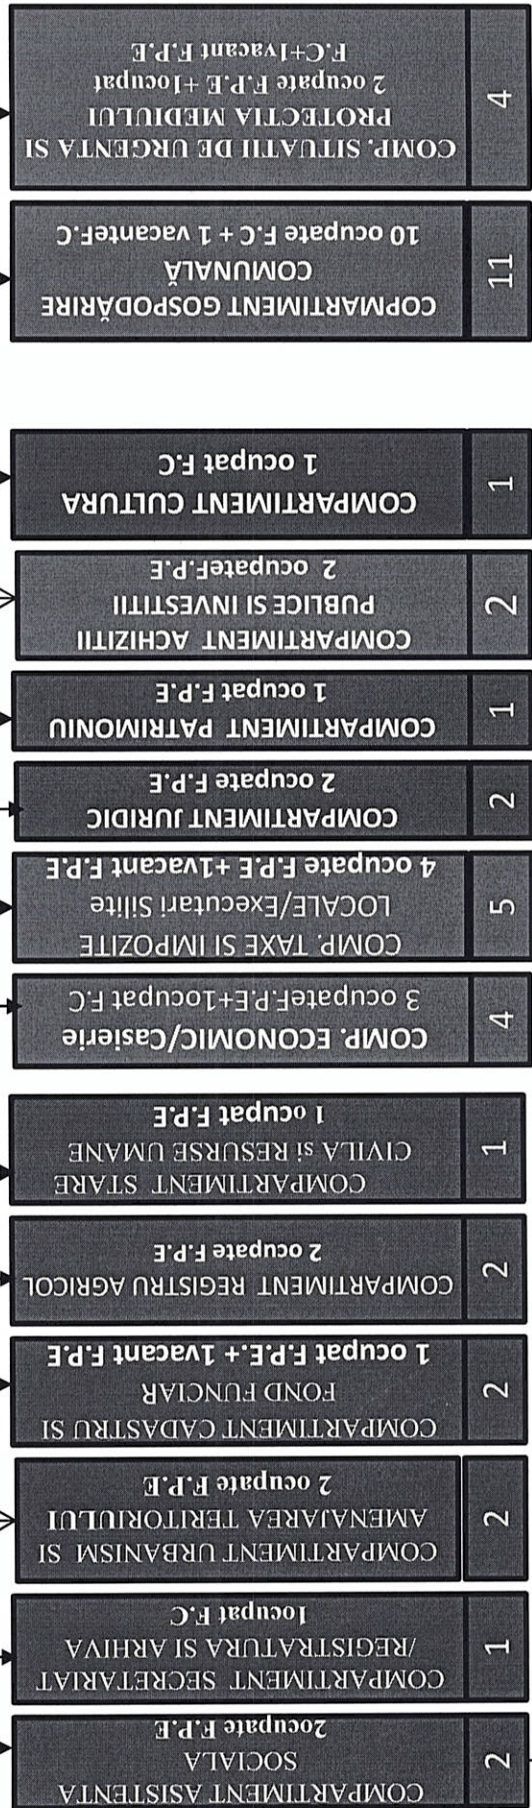 COMPARTIMENT ASISTENTA
SOCIALA
2ocupate F.P.E
2
COMPARTIMENT SECRETARIAT
/REGISTRATURA SI ARHIVA
1ocupat F.C
1
COMPARTIMENT URBANISM SI
AMENAJAREA TERITORIULUI
2 ocupate F.P.E
2
COMPARTIMENT CADASTRU SI
FOND FUNCIAR
1 ocupat F.P.E.+ 1vacant F.P.E
2
COMPARTIMENT REGISTRU AGRICOL
2 ocupate F.P.E
2
COMPARTIMENT STARE
CIVILA si RESURSE UMANE
1 ocupat F.P.E
1
COMP. ECONOMIC/Casierie
3 ocupateF.P.E+1ocupat F.C
4
COMP. TAXE SI IMPOZITE
LOCALE/Executari Silite
4 ocupate F.P.E +1vacant F.P.E
5
COMPARTIMENT JURIDIC
2 ocupate F.P.E
2
COMPARTIMENT PATRIMONIU
1 ocupat F.P.E
1
COMPARTIMENT ACHIZITII
PUBLICE SI INVESTITII
2 ocupateF.P.E
2
COMPARTIMENT CULTURA
1 ocupat F.C
1
COPMARTIMENT GOSPODĂRIRE
COMUNALĂ
10 ocupate F.C + 1 vacanteF.C
11
COMP. SITUATII DE URGENTA SI
PROTECTIA MEDIULUI
2 ocupate F.P.E +1ocupat
F.C+1vacant F.P.E
4